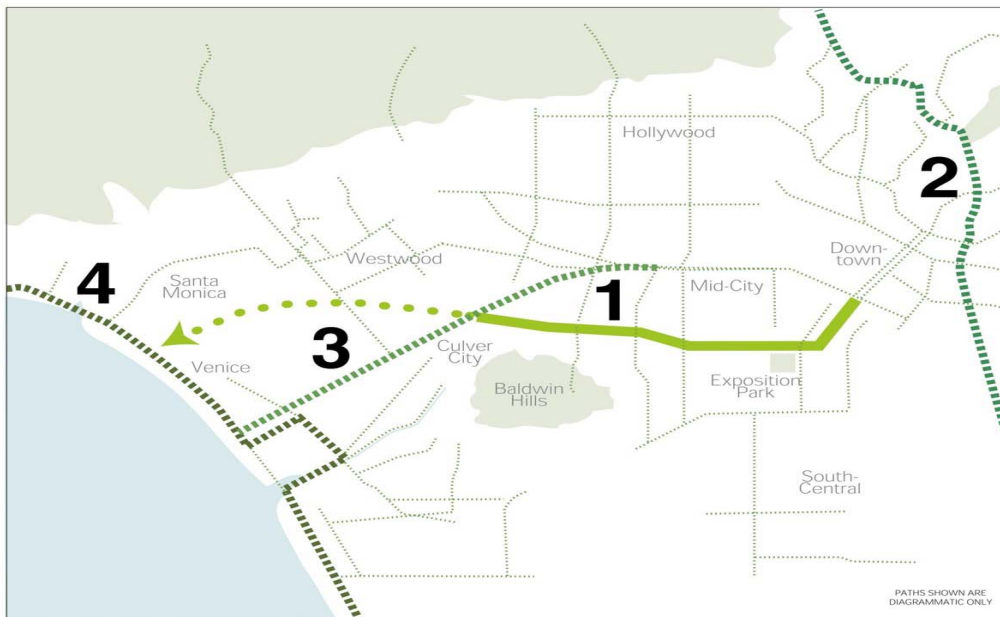 Hollywood
2
Down-
town
Westwood
4
Santa
Monica
1
Mid-City
3
Culver
City
Venice
Baldwin
Hills
Exposition
Park
South-
Central
PATHS SHOWN ARE
DIAGRAMMATIC ONLY